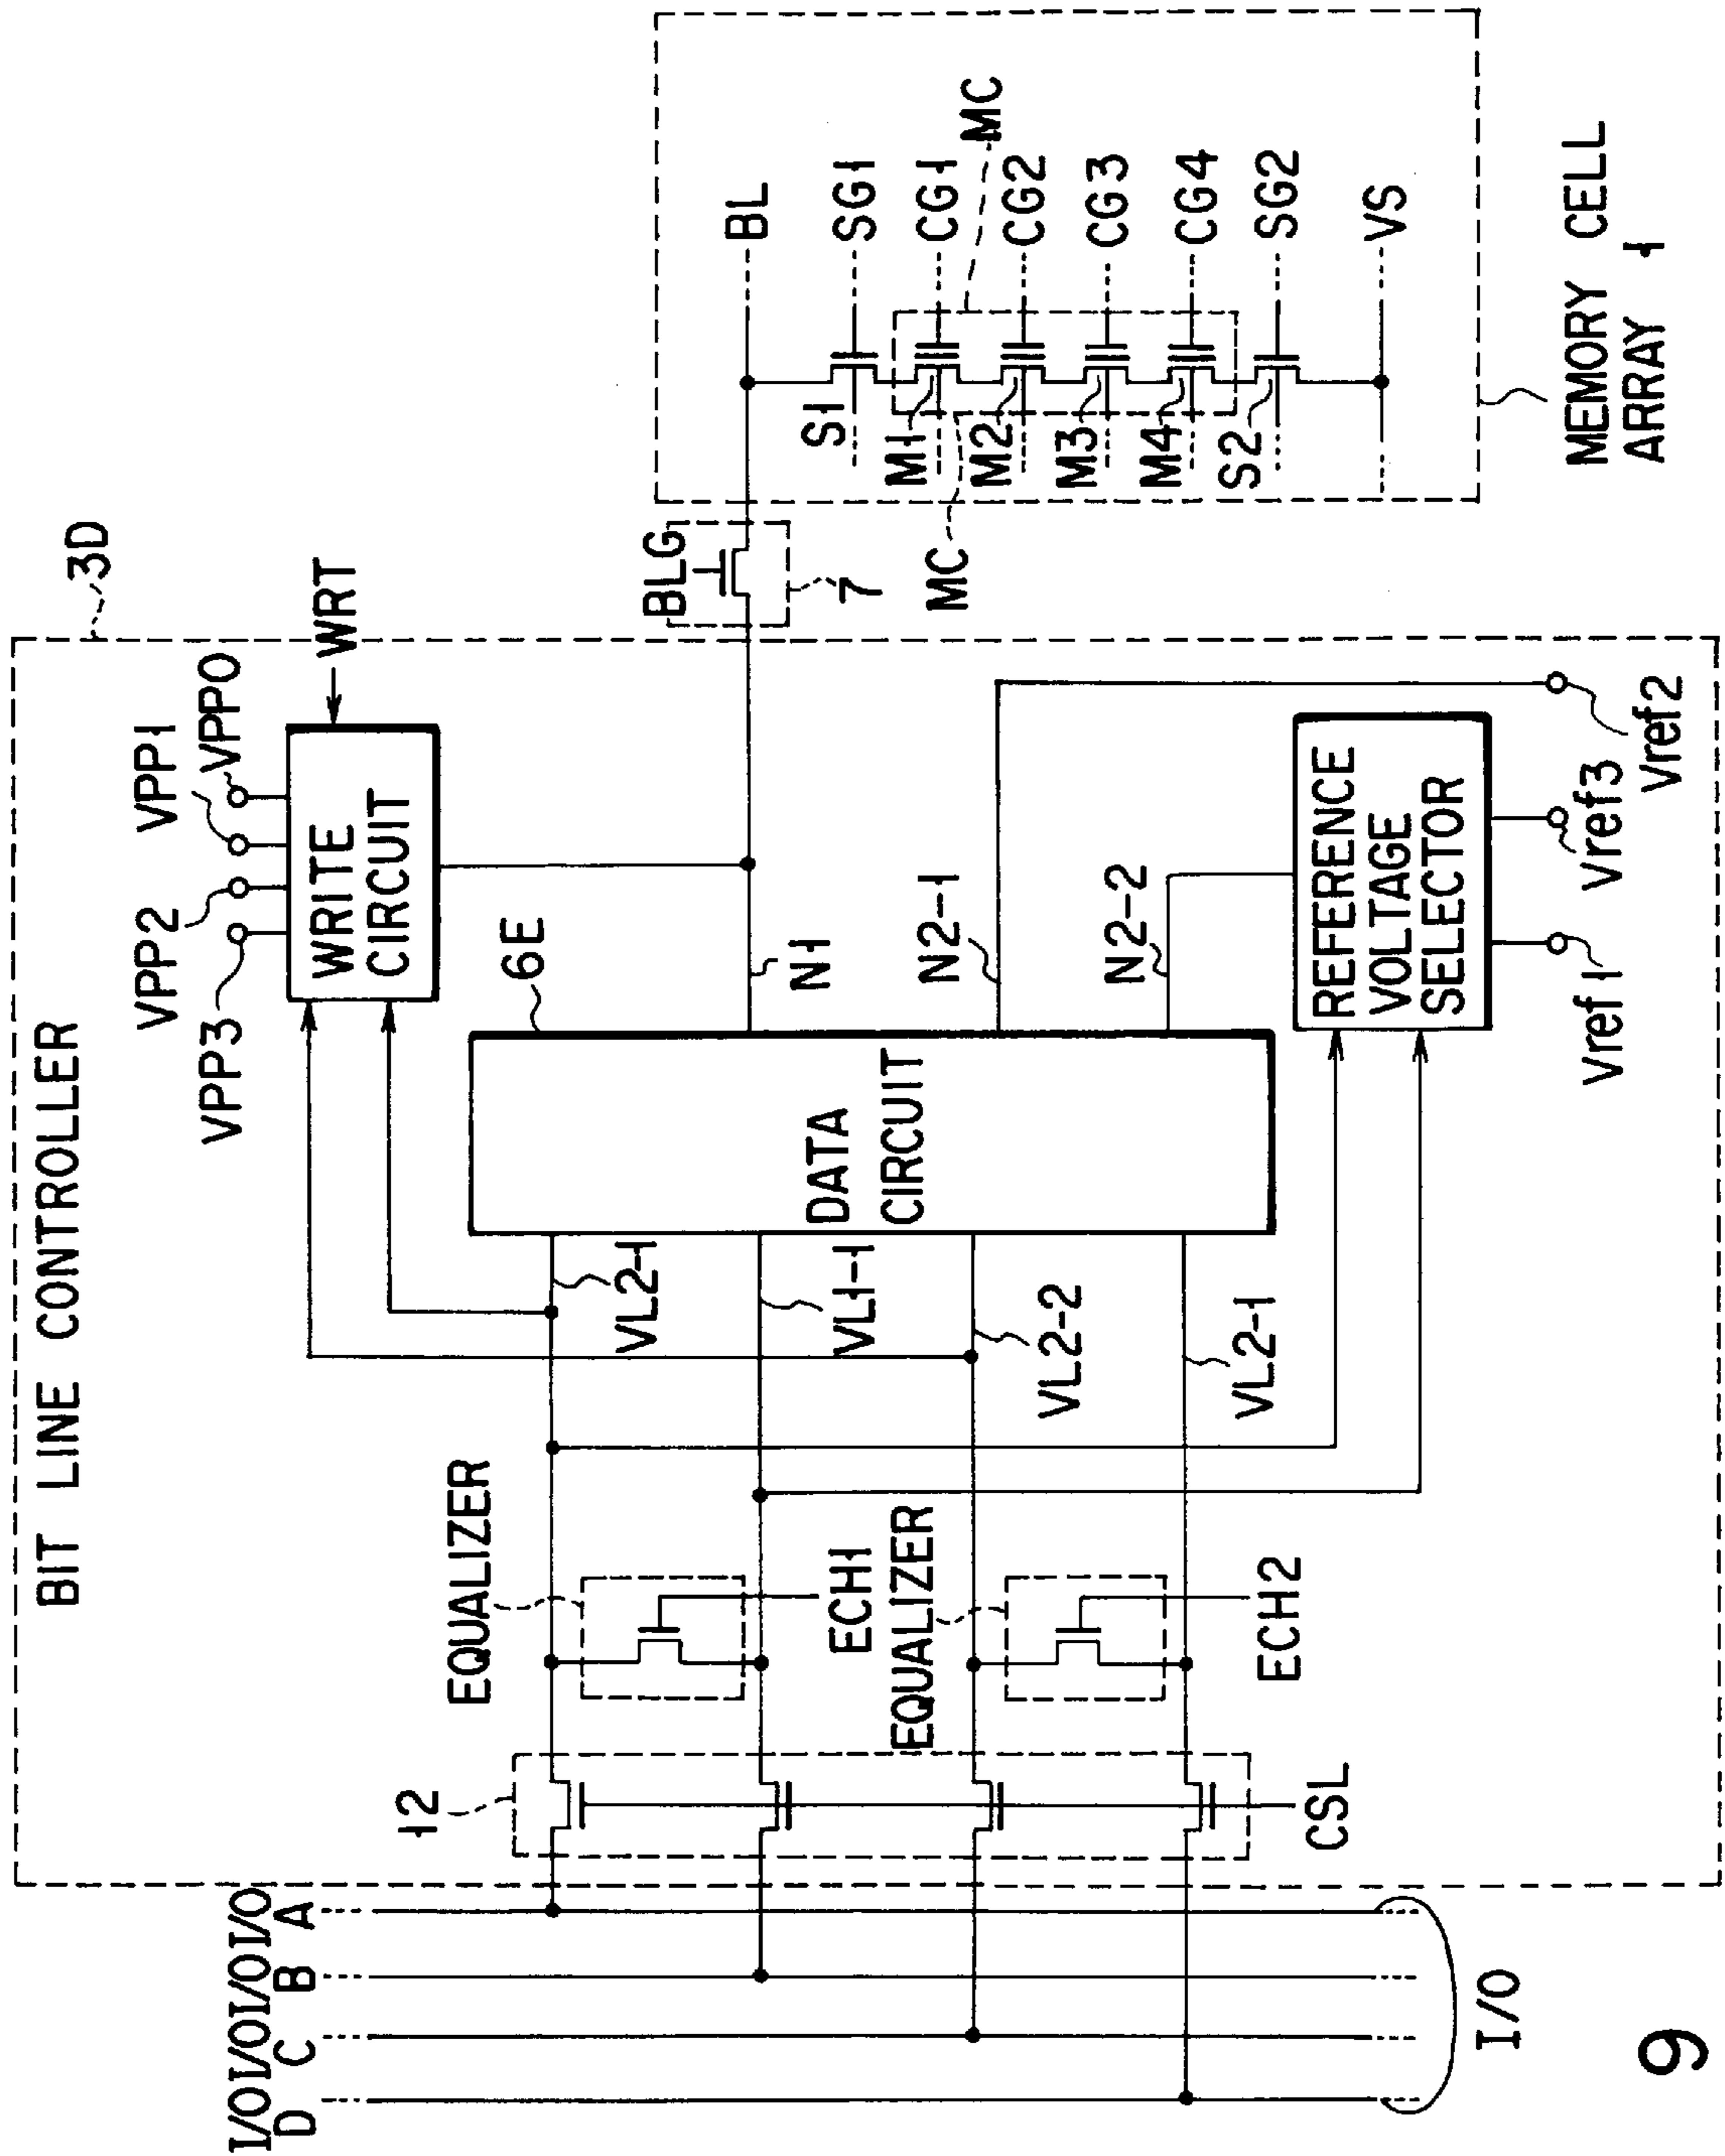 BIT LINE CONTROLLER
3D
I/O A
I/O B
I/O C
I/O D
I/O
12
CSL
EQUALIZER
ECH1
EQUALIZER
ECH2
VL2-1
VL1-1
VL2-2
VL2-1
DATA
CIRCUIT
6E
VPP3
VPP2
VPP1
VPP0
WRITE
CIRCUIT
WRT
N1
N2-1
N2-2
REFERENCE
VOLTAGE
SELECTOR
Vref1
Vref3
Vref2
BLG
7
BL
S1
SG1
M1
CG1
M2
CG2
M3
CG3
M4
CG4
S2
SG2
VS
MC
MC
MEMORY CELL
ARRAY 1
9